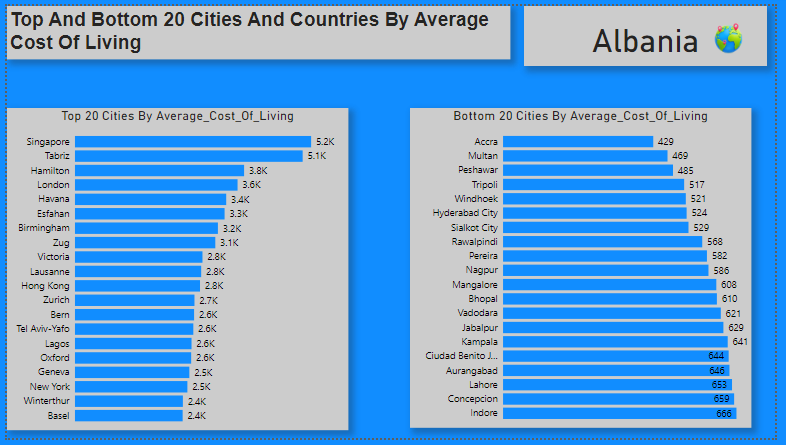 Top And Bottom 20 Cities And Countries By Average
Cost Of Living
Albania
Top 20 Cities By Average_Cost_Of_Living
Singapore 5.2K
Tabriz 5.1K
Hamilton 3.8K
London 3.6K
Havana 3.4K
Esfahan 3.3K
Birmingham 3.2K
Zug 3.1K
Victoria 2.8K
Lausanne 2.8K
Hong Kong 2.8K
Zurich 2.7K
Bern 2.6K
Tel Aviv-Yafo 2.6K
Lagos 2.6K
Oxford 2.6K
Geneva 2.5K
New York 2.5K
Winterthur 2.4K
Basel 2.4K
Bottom 20 Cities By Average_Cost_Of_Living
Accra 429
Multan 469
Peshawar 485
Tripoli 517
Windhoek 521
Hyderabad City 524
Sialkot City 529
Rawalpindi 568
Pereira 582
Nagpur 586
Mangalore 608
Bhopal 610
Vadodara 621
Jabalpur 629
Kampala 641
Ciudad Benito J... 644
Aurangabad 646
Lahore 653
Concepcion 659
Indore 666